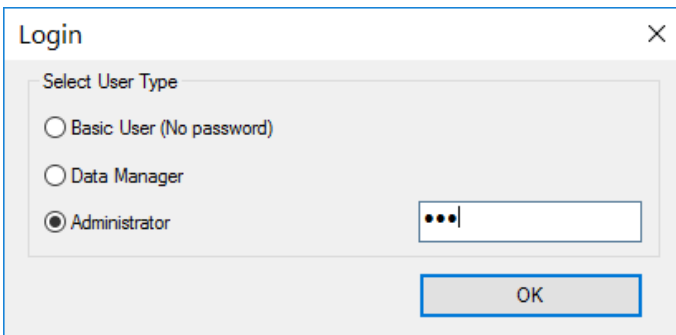 Login
Select User Type
Basic User (No password)
Data Manager
Administrator
•••
OK